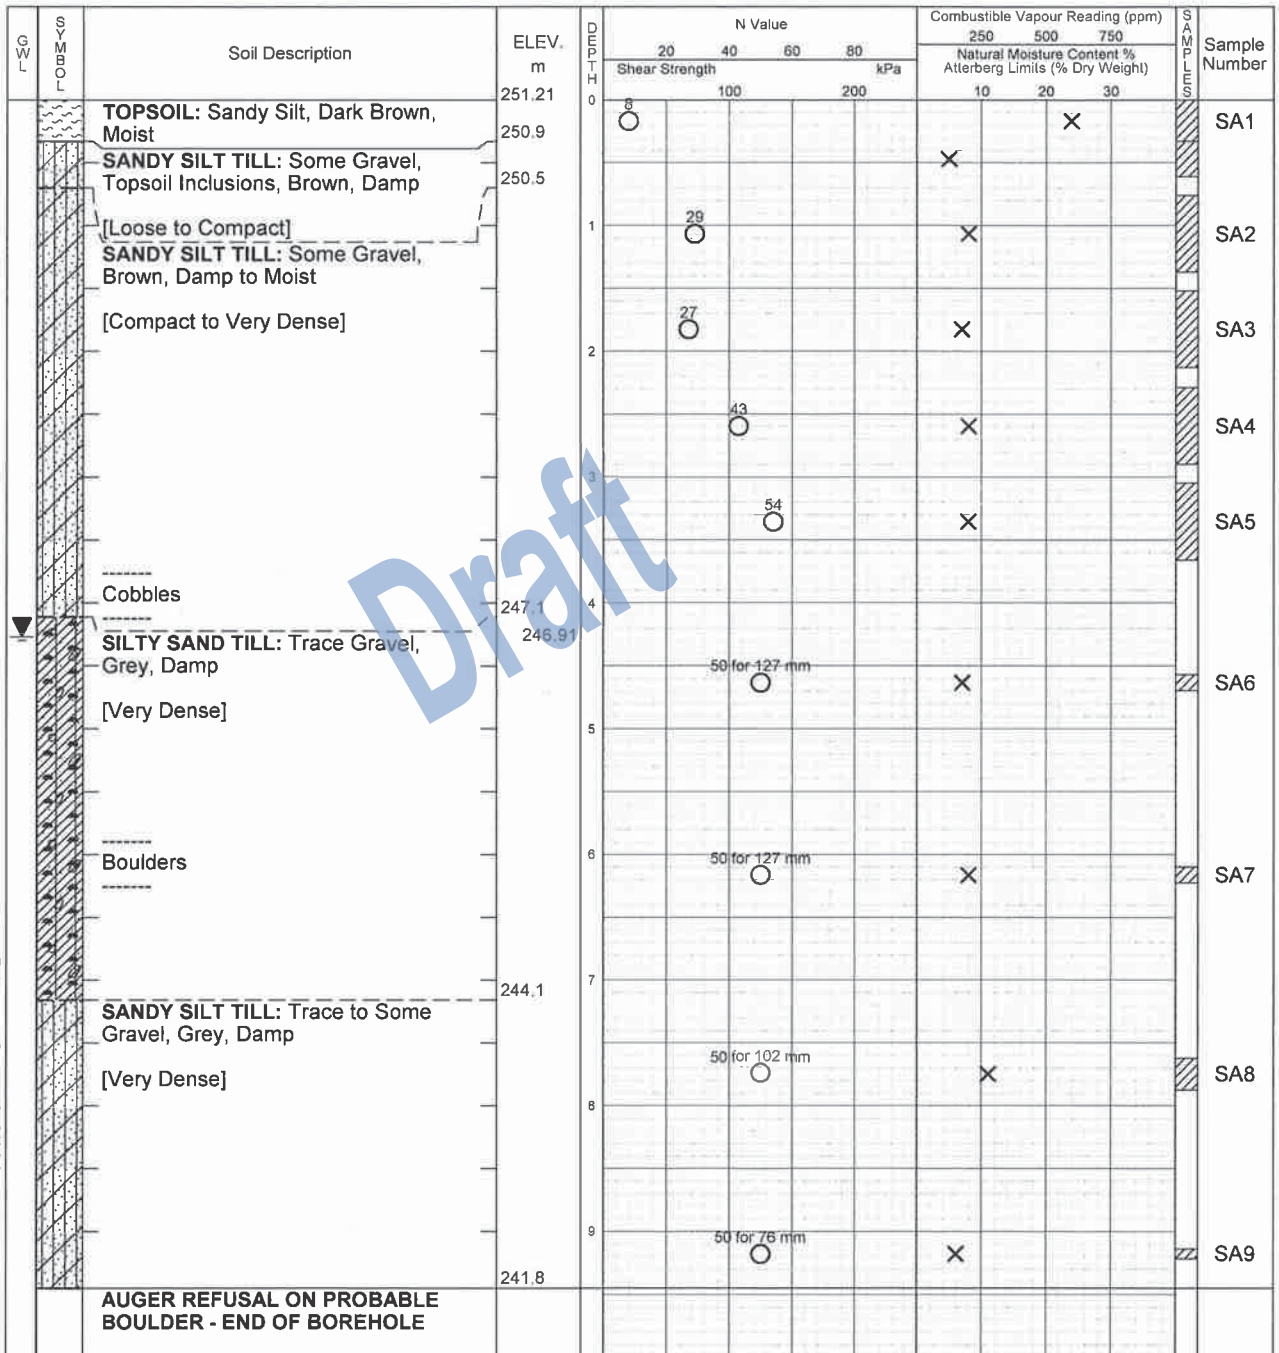 GWL
SYMBOL
Soil Description
ELEV.
m
DEPTH
N Value
20 40 60 80
Shear Strength kPa
100 200
Combustible Vapour Reading (ppm)
250 500 750
Natural Moisture Content %
Atterberg Limits (% Dry Weight)
10 20 30
SAMPLES
Sample
Number
251.21
0
TOPSOIL: Sandy Silt, Dark Brown,
Moist
250.9
8
SA1
SANDY SILT TILL: Some Gravel,
Topsoil Inclusions, Brown, Damp
250.5
[Loose to Compact]
1
29
SA2
SANDY SILT TILL: Some Gravel,
Brown, Damp to Moist
[Compact to Very Dense]
27
SA3
2
43
SA4
3
54
SA5
Draft
Cobbles
4
247.1
246.91
SILTY SAND TILL: Trace Gravel,
Grey, Damp
50 for 127 mm
SA6
[Very Dense]
5
Boulders
6
50 for 127 mm
SA7
7
244.1
SANDY SILT TILL: Trace to Some
Gravel, Grey, Damp
50 for 102 mm
SA8
[Very Dense]
8
9
50 for 76 mm
SA9
241.8
AUGER REFUSAL ON PROBABLE
BOULDER - END OF BOREHOLE